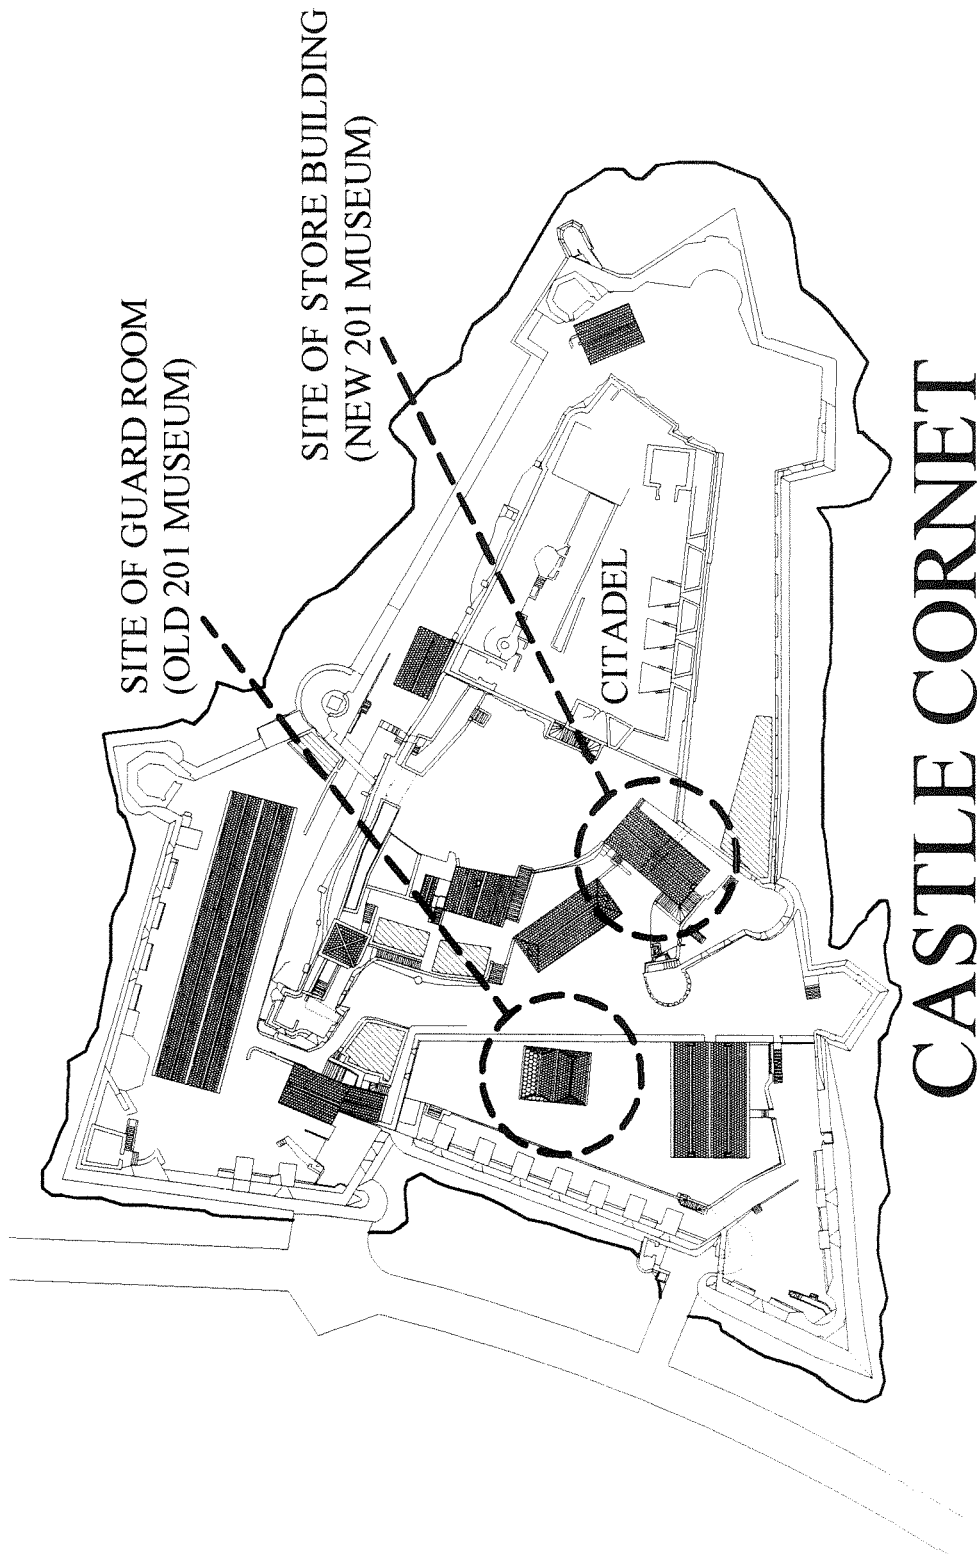 SITE OF GUARD ROOM
(OLD 201 MUSEUM)
SITE OF STORE BUILDING
(NEW 201 MUSEUM)
CITADEL
CASTLE CORNET